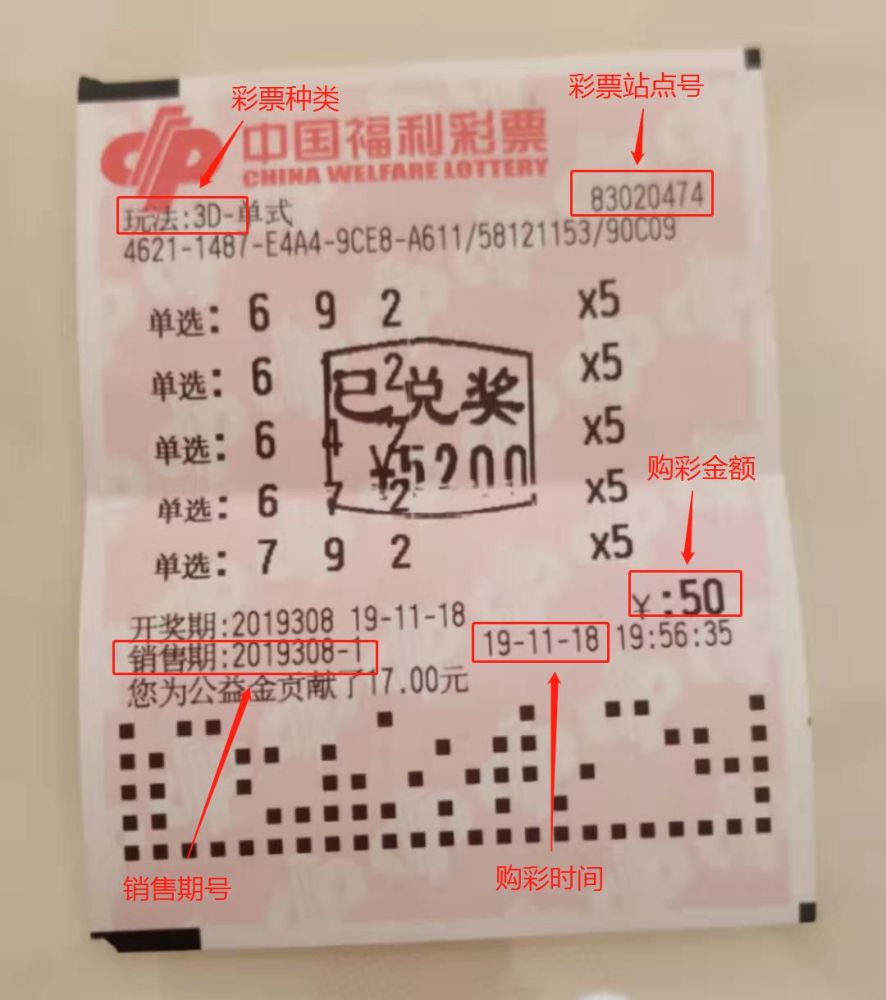 彩票种类
彩票站点号
中国福利彩票
CHINA WELFARE LOTTERY
83020474
玩法:3D-单式
4621-1487-E4A4-9CE8-A611/58121153/90C09
单选: 6 9 2 x5
单选: 6 2 x5
已兑奖
单选: 6 4 x5
¥5200
购彩金额
单选: 6 7 2 x5
单选: 7 9 2 x5
¥:50
开奖期:2019308 19-11-18
销售期:2019308-1 19-11-18 19:56:35
您为公益金贡献了17.00元
销售期号
购彩时间